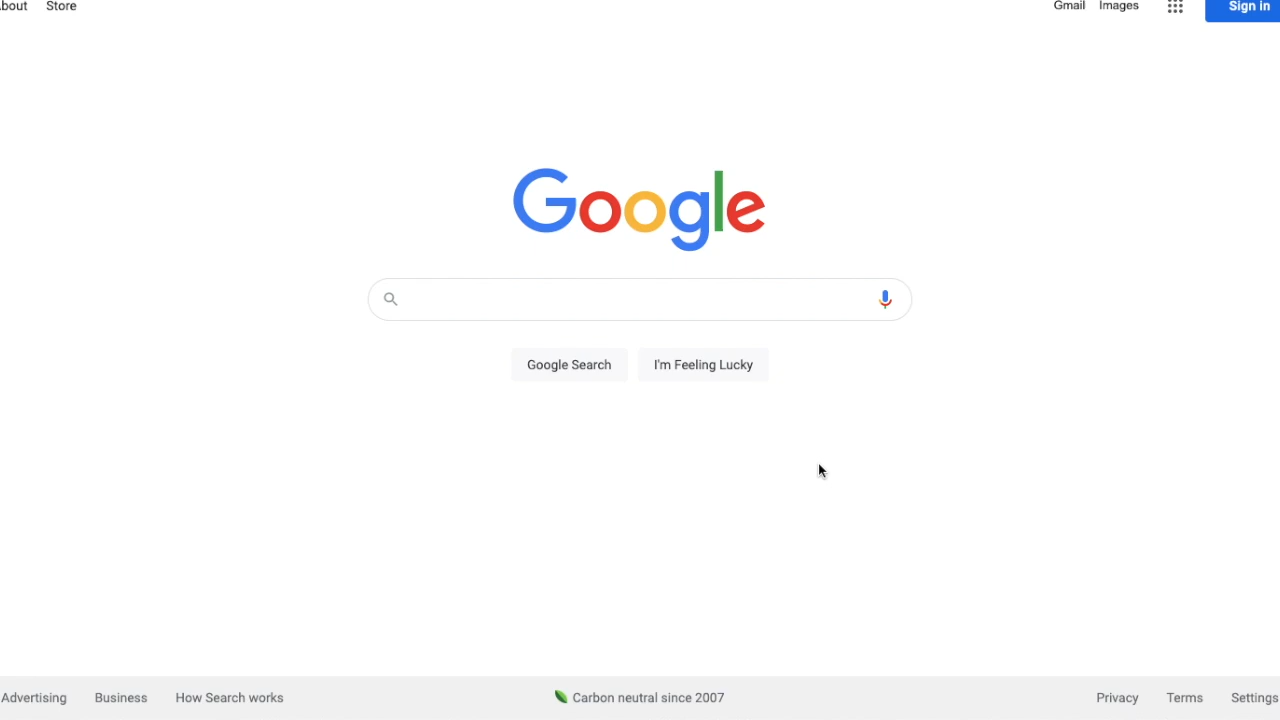 bout Store Gmail Images Sign in
Google
Google Search I'm Feeling Lucky
Advertising Business How Search works Carbon neutral since 2007 Privacy Terms Settings